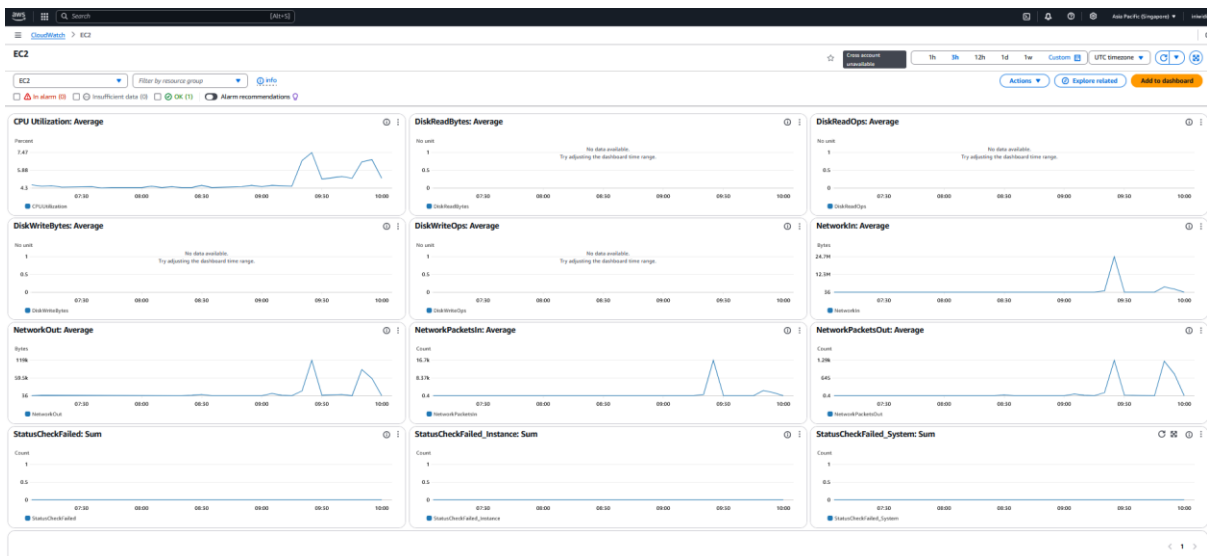 aws
Search [Alt+S] Asia Pacific (Singapore)
CloudWatch > EC2
EC2 Cross account unavailable 1h 3h 12h 1d 1w Custom UTC timezone
EC2 Filter by resource group Info Actions Explore related Add to dashboard
In alarm (0) Insufficient data (0) OK (1) Alarm recommendations
CPU Utilization: Average
Percent
7.47
5.88
4.3
07:30 08:00 08:30 09:00 09:30 10:00
CPUUtilization
DiskReadBytes: Average
No unit
1
No data available.
Try adjusting the dashboard time range.
0.5
0
07:30 08:00 08:30 09:00 09:30 10:00
DiskReadBytes
DiskReadOps: Average
No unit
1
No data available.
Try adjusting the dashboard time range.
0.5
0
07:30 08:00 08:30 09:00 09:30 10:00
DiskReadOps
DiskWriteBytes: Average
No unit
1
No data available.
Try adjusting the dashboard time range.
0.5
0
07:30 08:00 08:30 09:00 09:30 10:00
DiskWriteBytes
DiskWriteOps: Average
No unit
1
No data available.
Try adjusting the dashboard time range.
0.5
0
07:30 08:00 08:30 09:00 09:30 10:00
DiskWriteOps
NetworkIn: Average
Bytes
24.7M
12.3M
36
07:30 08:00 08:30 09:00 09:30 10:00
NetworkIn
NetworkOut: Average
Bytes
119k
59.5k
36
07:30 08:00 08:30 09:00 09:30 10:00
NetworkOut
NetworkPacketsIn: Average
Count
16.7k
8.37k
0.4
07:30 08:00 08:30 09:00 09:30 10:00
NetworkPacketsIn
NetworkPacketsOut: Average
Count
1.29k
645
0.4
07:30 08:00 08:30 09:00 09:30 10:00
NetworkPacketsOut
StatusCheckFailed: Sum
Count
1
0.5
0
07:30 08:00 08:30 09:00 09:30 10:00
StatusCheckFailed
StatusCheckFailed_Instance: Sum
Count
1
0.5
0
07:30 08:00 08:30 09:00 09:30 10:00
StatusCheckFailed_Instance
StatusCheckFailed_System: Sum
Count
1
0.5
0
07:30 08:00 08:30 09:00 09:30 10:00
StatusCheckFailed_System
1